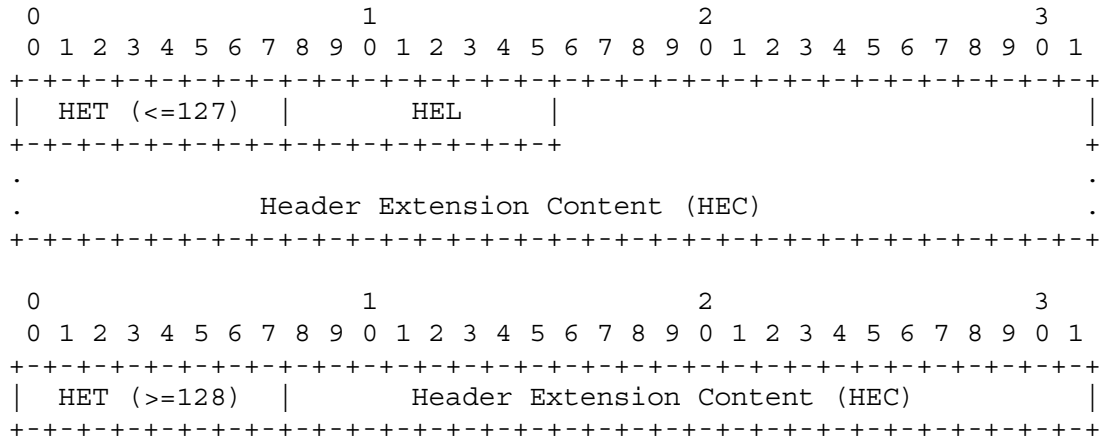 0                   1                   2                   3
 0 1 2 3 4 5 6 7 8 9 0 1 2 3 4 5 6 7 8 9 0 1 2 3 4 5 6 7 8 9 0 1
+-+-+-+-+-+-+-+-+-+-+-+-+-+-+-+-+-+-+-+-+-+-+-+-+-+-+-+-+-+-+-+-+
|  HET (<=127)  |       HEL     |                               |
+-+-+-+-+-+-+-+-+-+-+-+-+-+-+-+-+                               +
.                                                               .
.              Header Extension Content (HEC)                   .
+-+-+-+-+-+-+-+-+-+-+-+-+-+-+-+-+-+-+-+-+-+-+-+-+-+-+-+-+-+-+-+-+

 0                   1                   2                   3
 0 1 2 3 4 5 6 7 8 9 0 1 2 3 4 5 6 7 8 9 0 1 2 3 4 5 6 7 8 9 0 1
+-+-+-+-+-+-+-+-+-+-+-+-+-+-+-+-+-+-+-+-+-+-+-+-+-+-+-+-+-+-+-+-+
|  HET (>=128)  |       Header Extension Content (HEC)          |
+-+-+-+-+-+-+-+-+-+-+-+-+-+-+-+-+-+-+-+-+-+-+-+-+-+-+-+-+-+-+-+-+